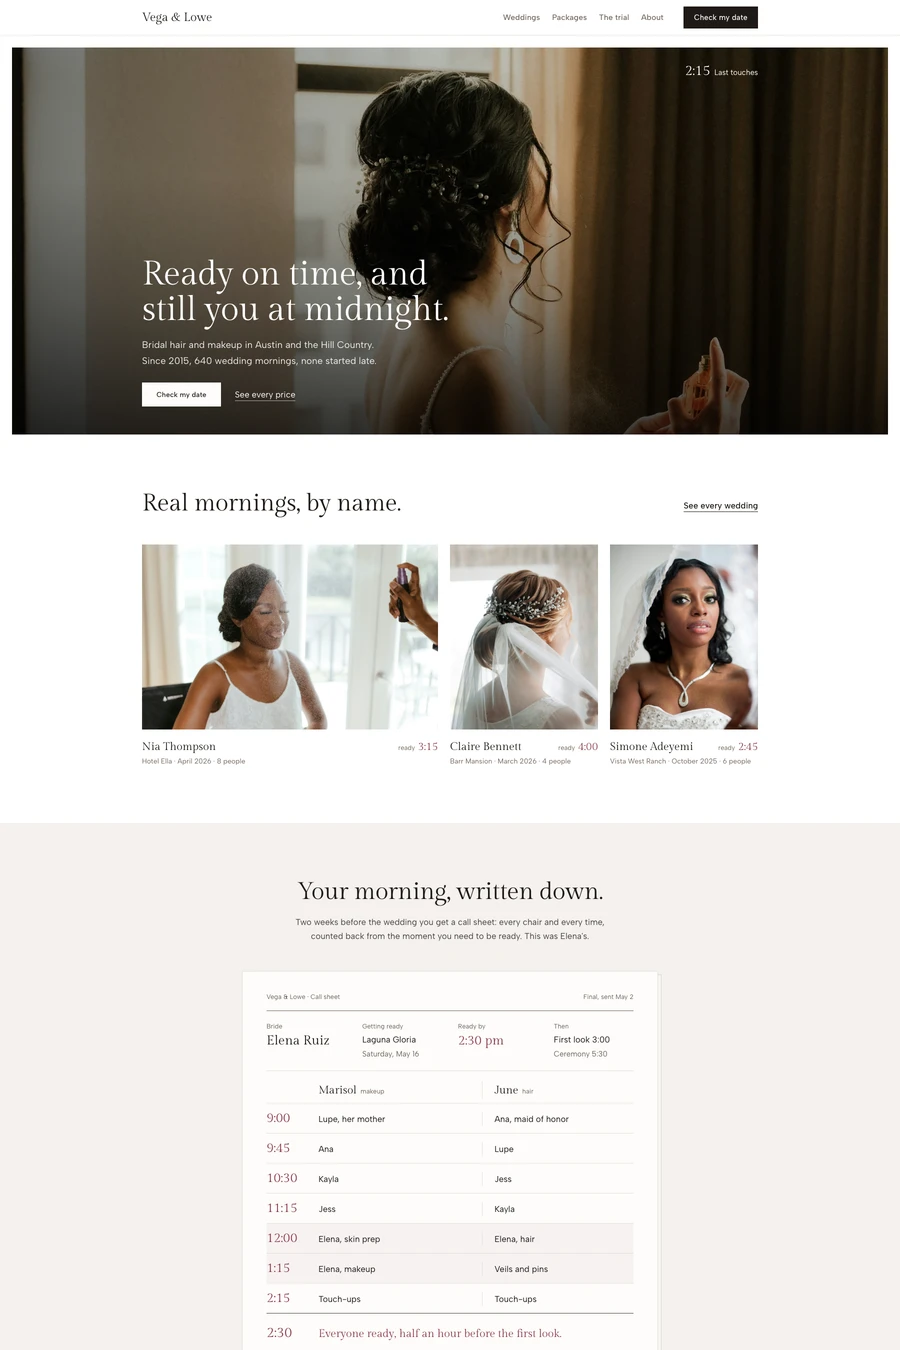 Vega & Lowe
Weddings Packages The trial About Check my date
2:15 Last touches
Ready on time, and
still you at midnight.
Bridal hair and makeup in Austin and the Hill Country.
Since 2015, 640 wedding mornings, none started late.
Check my date See every price
Real mornings, by name.
See every wedding
Nia Thompson ready 3:15
Hotel Ella · April 2026 · 8 people
Claire Bennett ready 4:00
Barr Mansion · March 2026 · 4 people
Simone Adeyemi ready 2:45
Vista West Ranch · October 2025 · 6 people
Your morning, written down.
Two weeks before the wedding you get a call sheet: every chair and every time,
counted back from the moment you need to be ready. This was Elena's.
Vega & Lowe · Call sheet Final, sent May 2
Bride Getting ready Ready by Then
Elena Ruiz Laguna Gloria 2:30 pm First look 3:00
Saturday, May 16 Ceremony 5:30
Marisol makeup June hair
9:00 Lupe, her mother Ana, maid of honor
9:45 Ana Lupe
10:30 Kayla Jess
11:15 Jess Kayla
12:00 Elena, skin prep Elena, hair
1:15 Elena, makeup Veils and pins
2:15 Touch-ups Touch-ups
2:30 Everyone ready, half an hour before the first look.